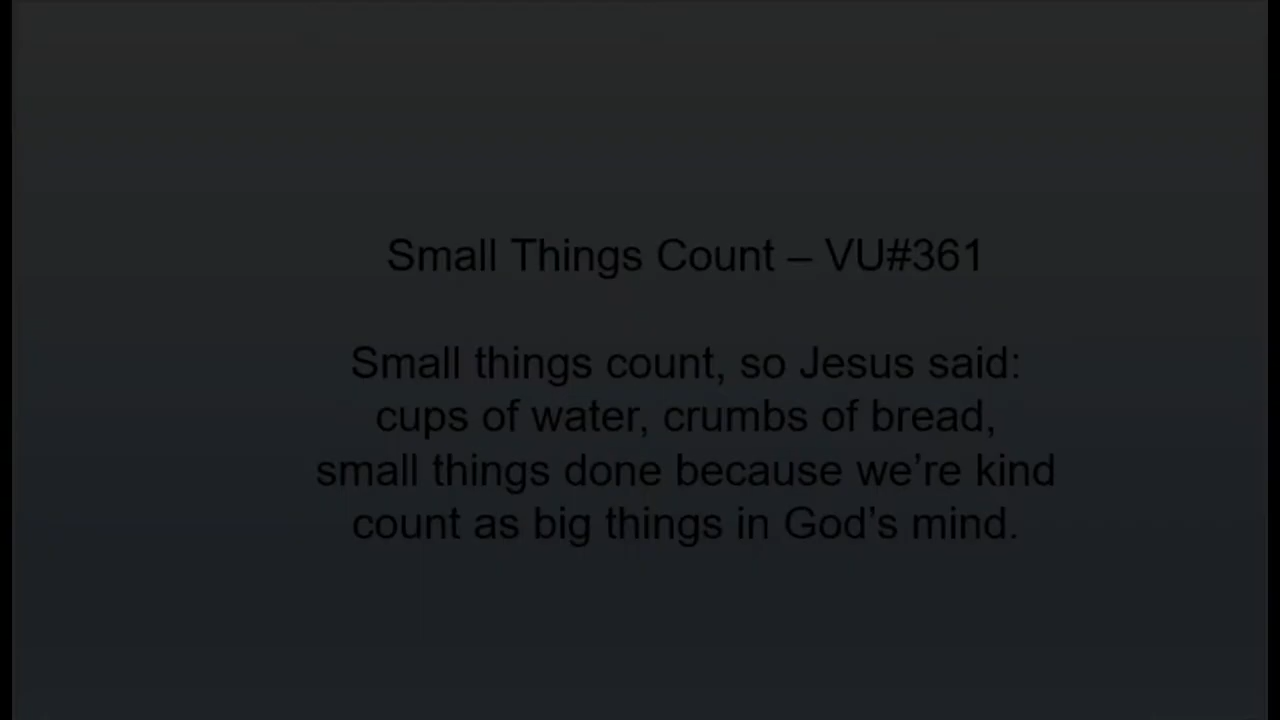 Small Things Count – VU#361
Small things count, so Jesus said:
cups of water, crumbs of bread,
small things done because we’re kind
count as big things in God’s mind.